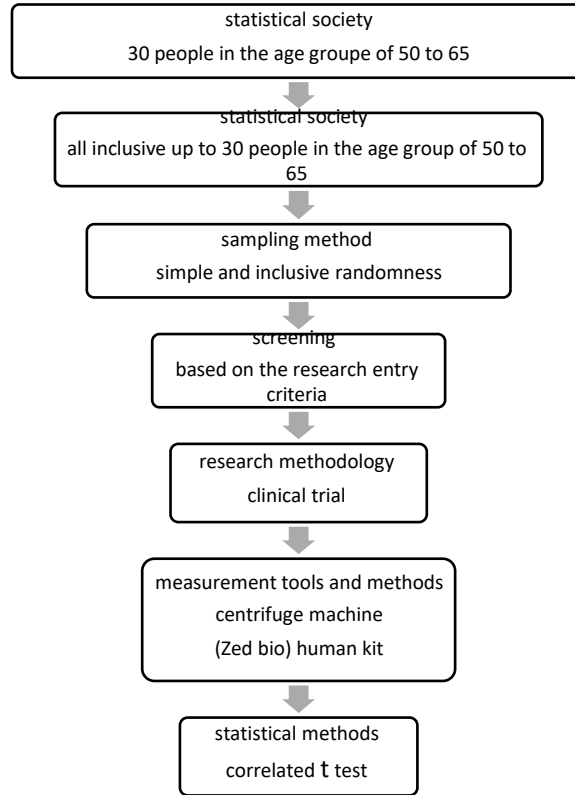 statistical society
30 people in the age groupe of 50 to 65
statistical society
all inclusive up to 30 people in the age group of 50 to
65
sampling method
simple and inclusive randomness
screening
based on the research entry
criteria
research methodology
clinical trial
measurement tools and methods
centrifuge machine
(Zed bio) human kit
statistical methods
correlated t test